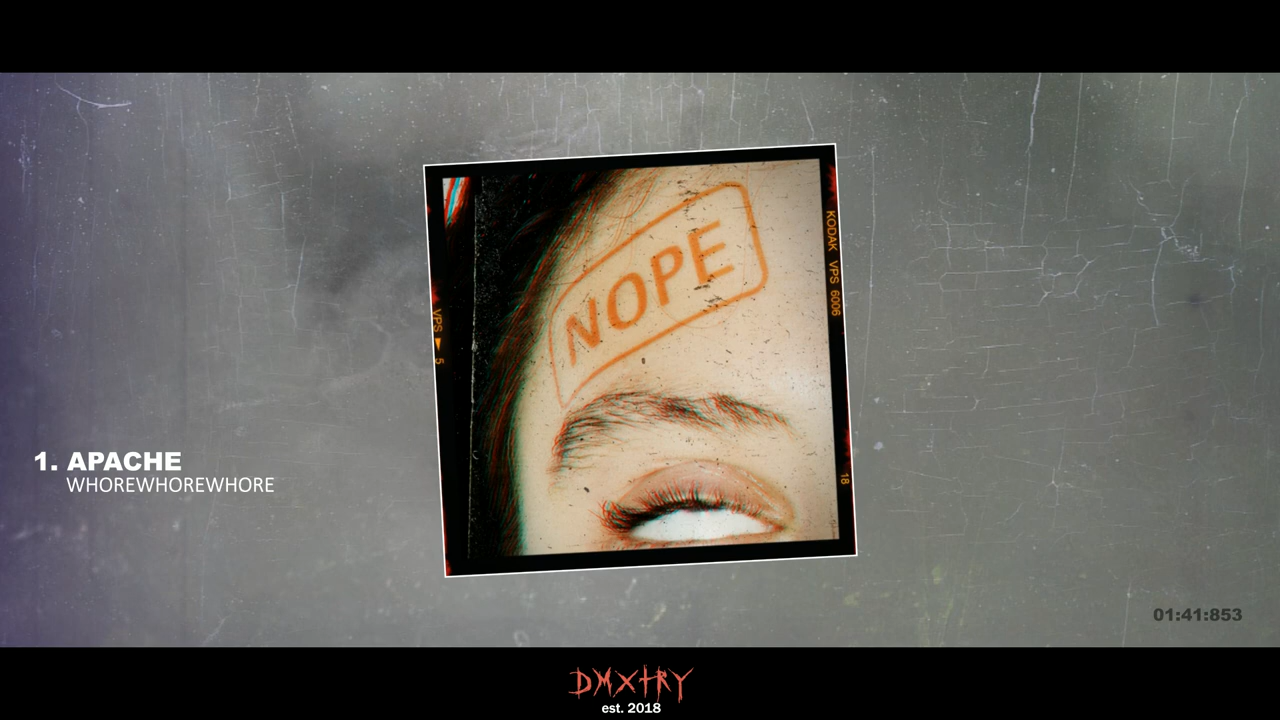 NOPE
KODAK VPS 6006
VPS
5
18
1. APACHE
WHOREWHOREWHORE
01:41:853
DMXTRY
est. 2018